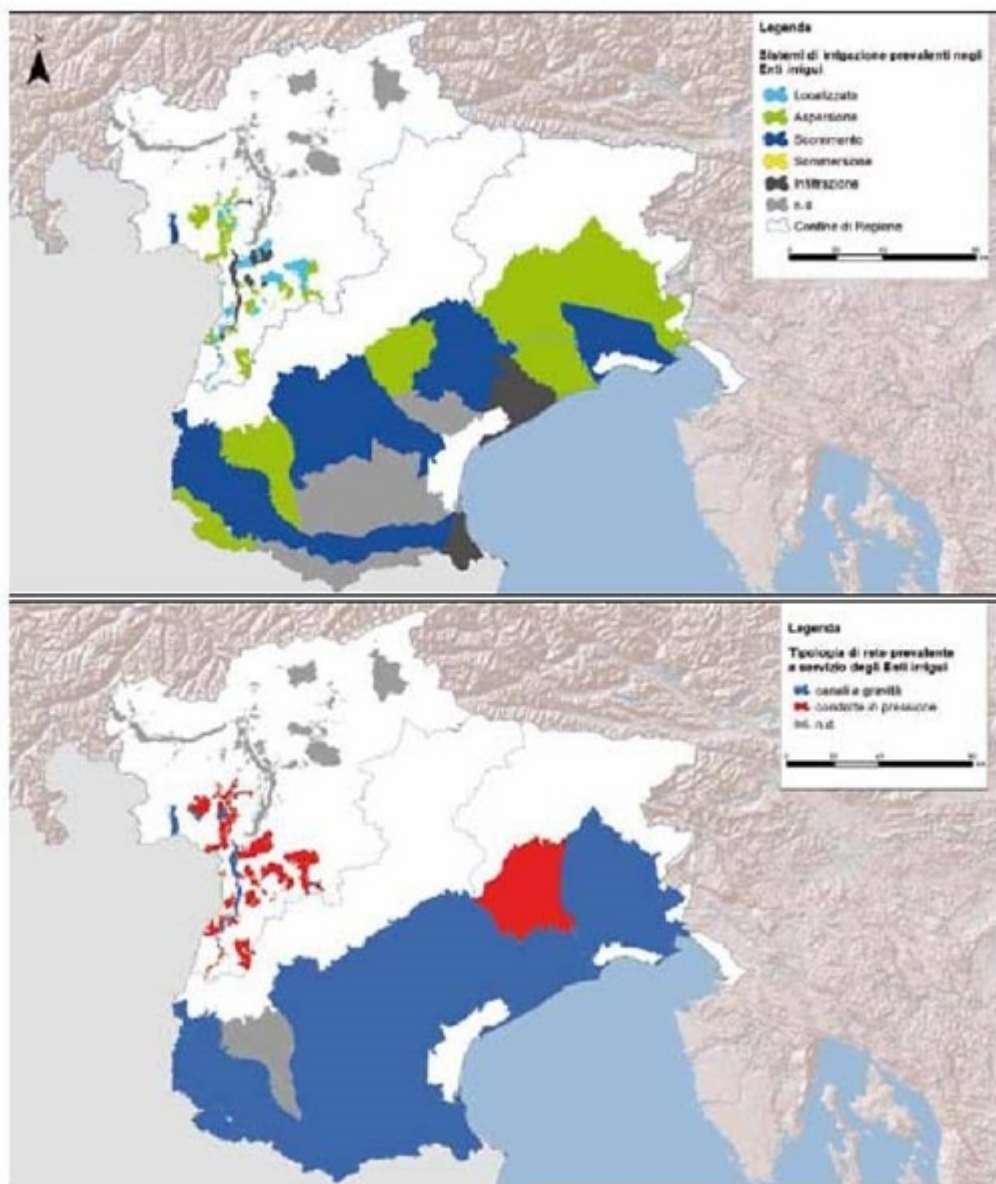 Legenda
Sistemi di irrigazione prevalenti negli
Enti irrigui
Localizzata
Aspersione
Scorrimento
Sommersione
Infiltrazione
n.d
Confine di Regione
Legenda
Tipologia di rete prevalente
a servizio degli Enti irrigui
canali a gravità
condotte in pressione
n.d.